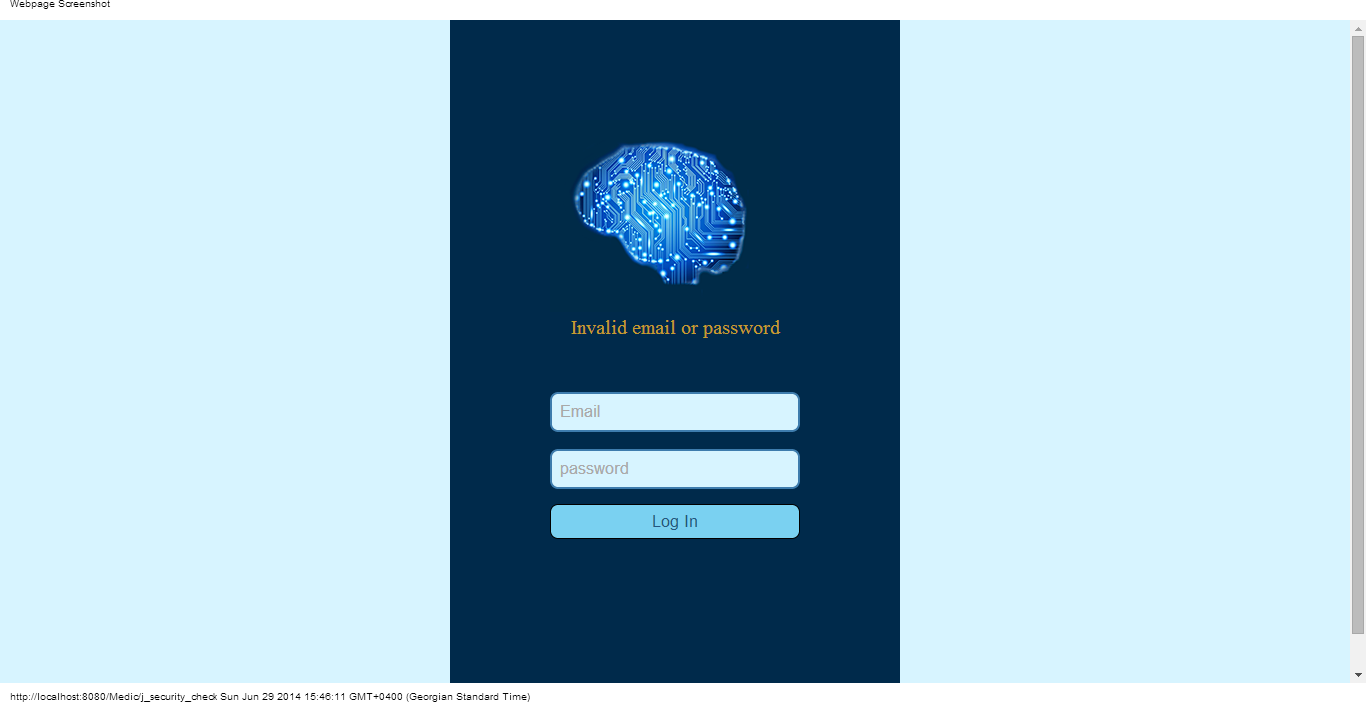 Webpage Screenshot
Invalid email or password
Email
password
Log In
http://localhost:8080/Medic/j_security_check Sun Jun 29 2014 15:46:11 GMT+0400 (Georgian Standard Time)